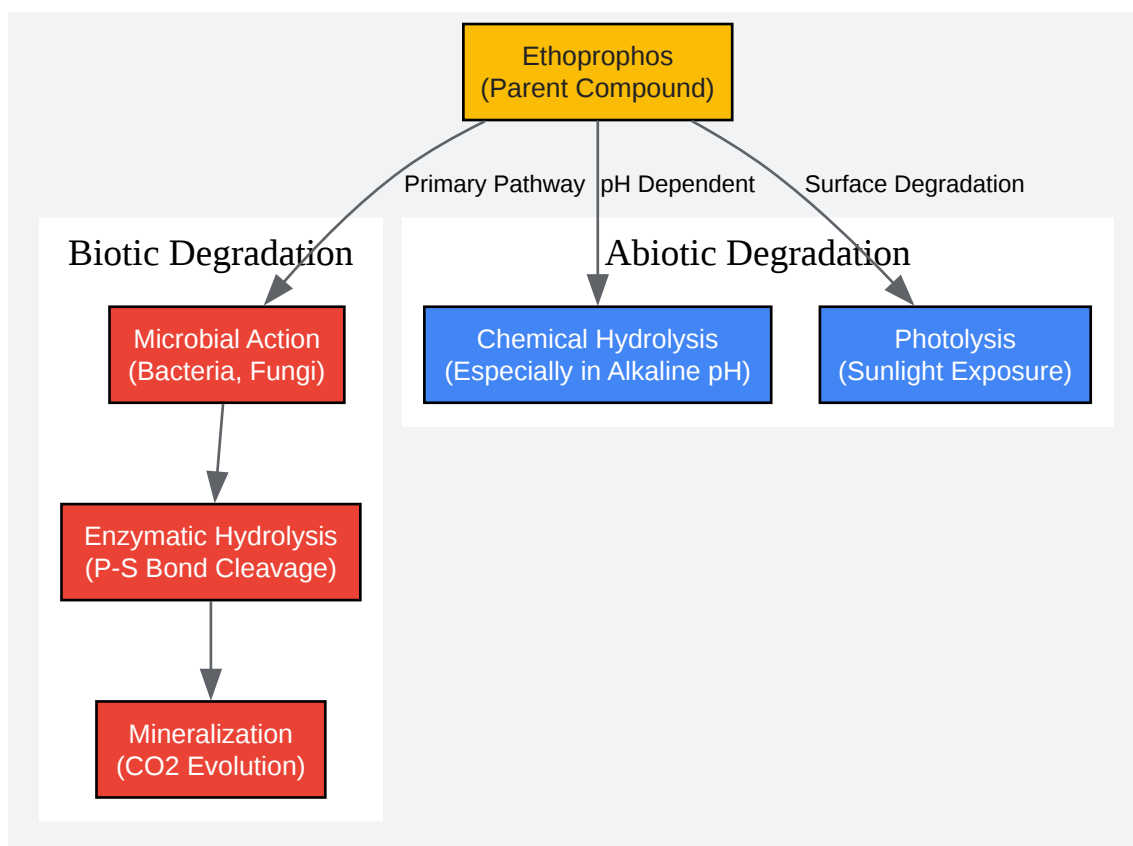 Ethoprophos
(Parent Compound)
Primary Pathway
pH Dependent
Surface Degradation
Biotic Degradation
Abiotic Degradation
Microbial Action
(Bacteria, Fungi)
Chemical Hydrolysis
(Especially in Alkaline pH)
Photolysis
(Sunlight Exposure)
Enzymatic Hydrolysis
(P-S Bond Cleavage)
Mineralization
(CO2 Evolution)